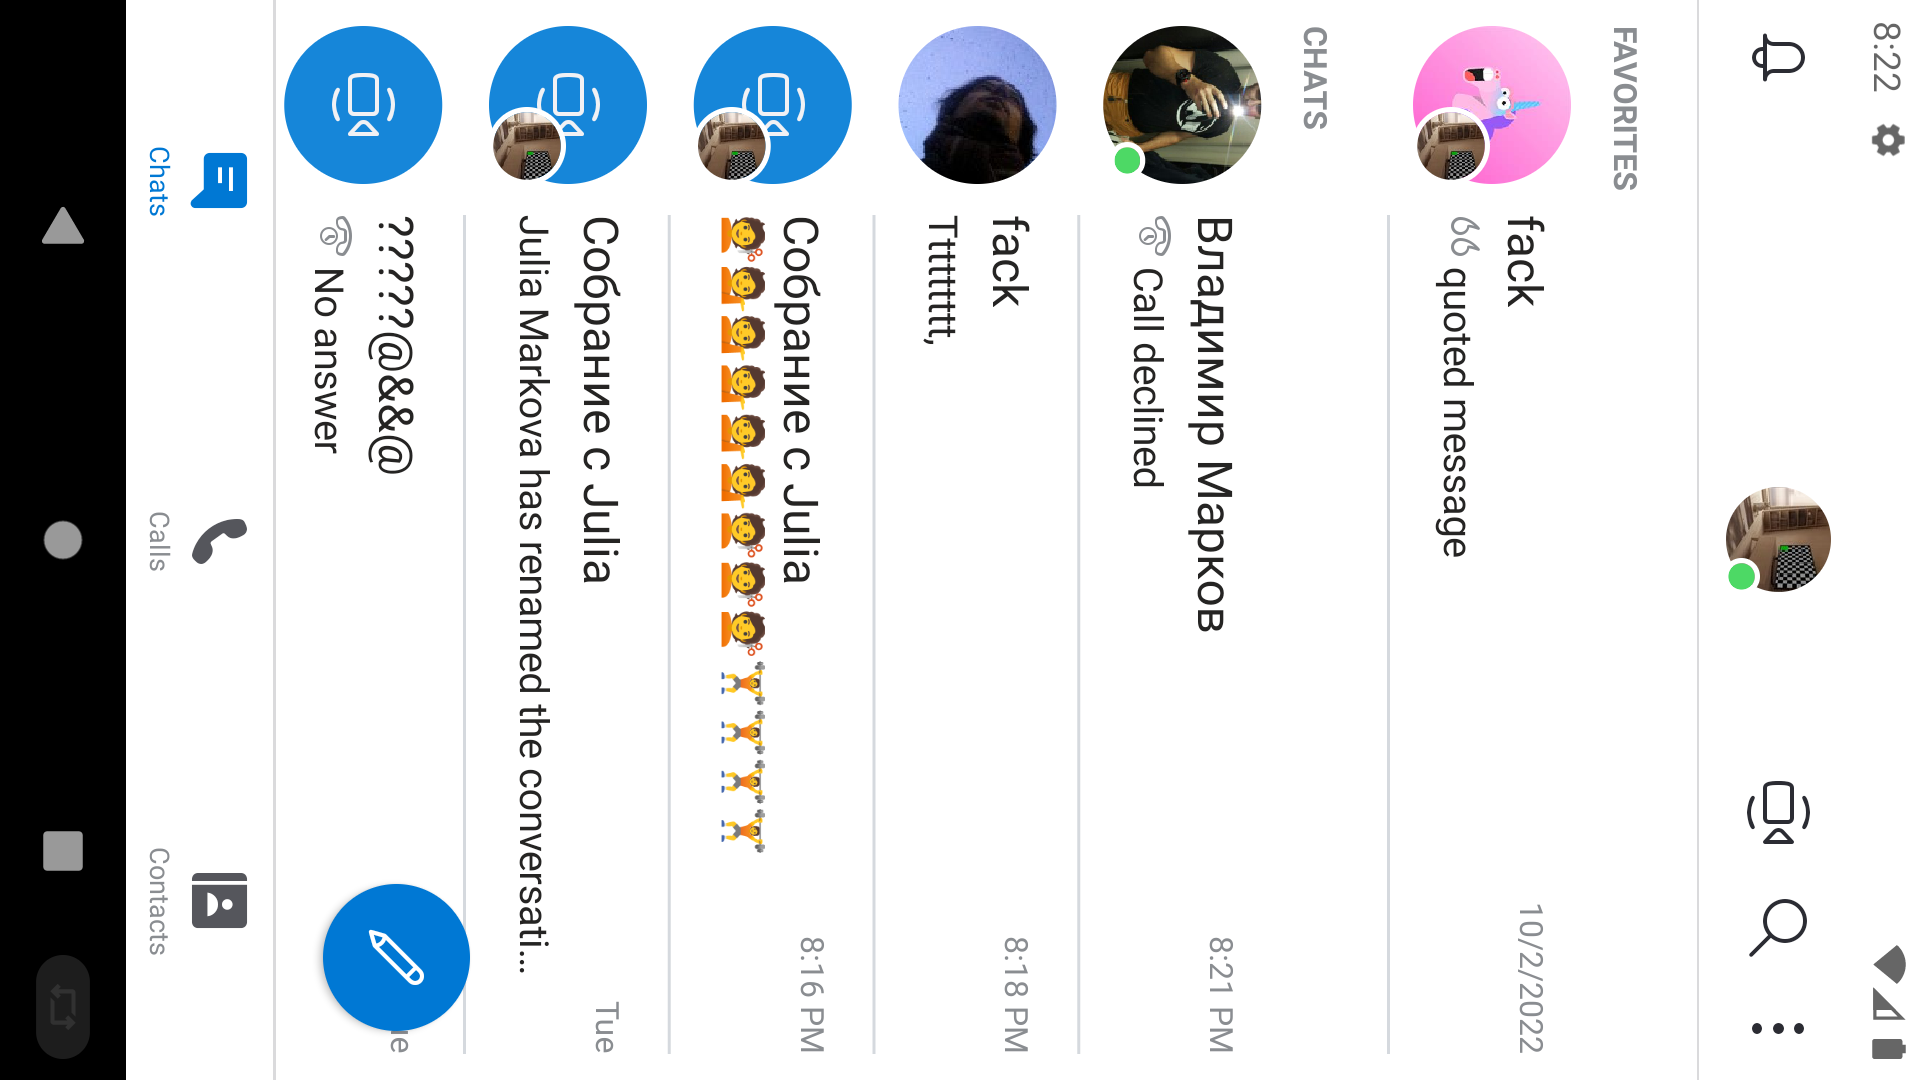 8:22
FAVORITES
fack
10/2/2022
quoted message
CHATS
Владимир Марков
8:21 PM
Call declined
fack
8:18 PM
Tttttttt,
Собрание с Julia
8:16 PM
Собрание с Julia
Tue
Julia Markova has renamed the conversati...
?????@&&@
No answer
Chats
Calls
Contacts